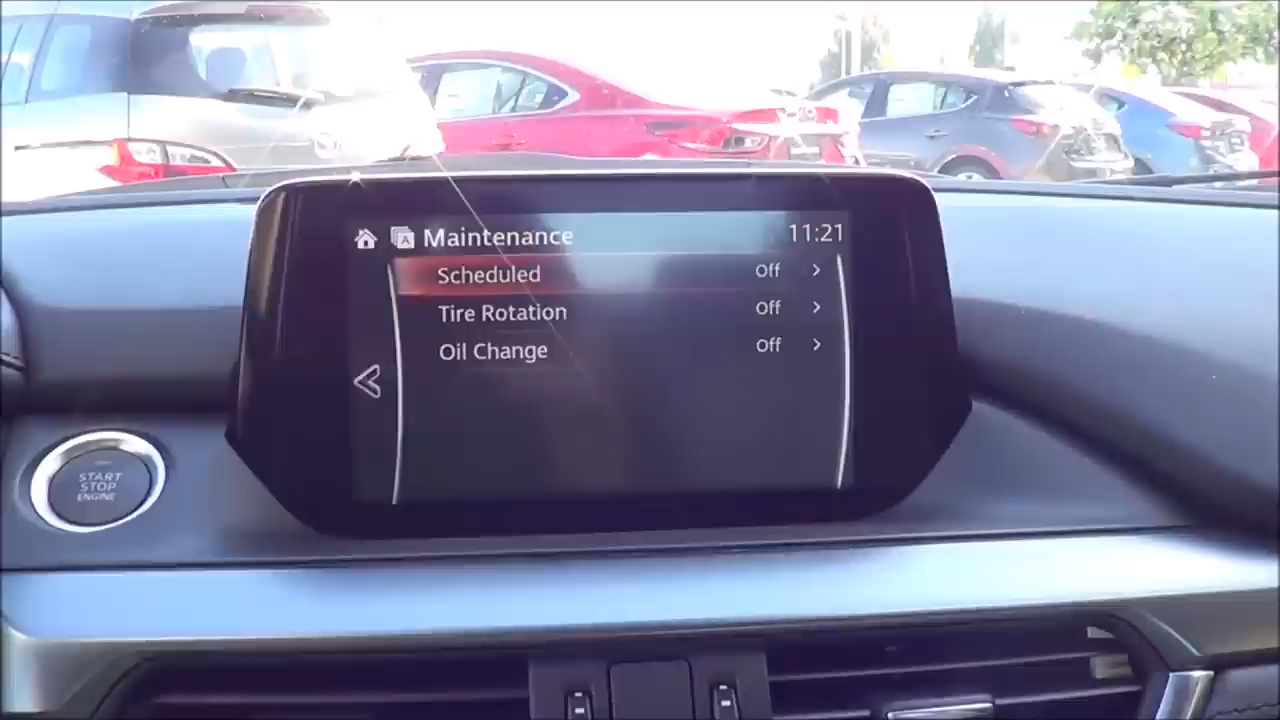 Maintenance 11:21
Scheduled Off
Tire Rotation Off
Oil Change Off
START
STOP
ENGINE